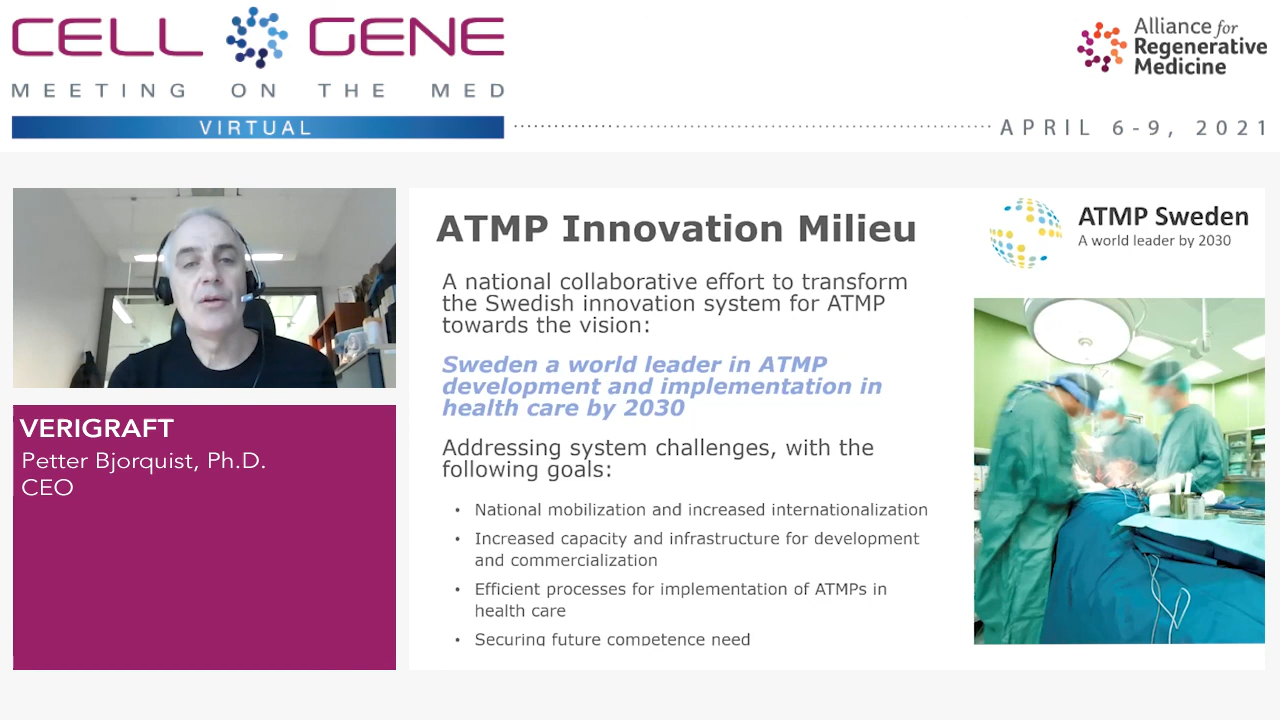 CELL GENE
MEETING ON THE MED
VIRTUAL
Alliance for
Regenerative
Medicine
APRIL 6-9, 2021
VERIGRAFT
Petter Bjorquist, Ph.D.
CEO
ATMP Innovation Milieu
ATMP Sweden
A world leader by 2030
A national collaborative effort to transform
the Swedish innovation system for ATMP
towards the vision:
Sweden a world leader in ATMP
development and implementation in
health care by 2030
Addressing system challenges, with the
following goals:
• National mobilization and increased internationalization
• Increased capacity and infrastructure for development
and commercialization
• Efficient processes for implementation of ATMPs in
health care
• Securing future competence need